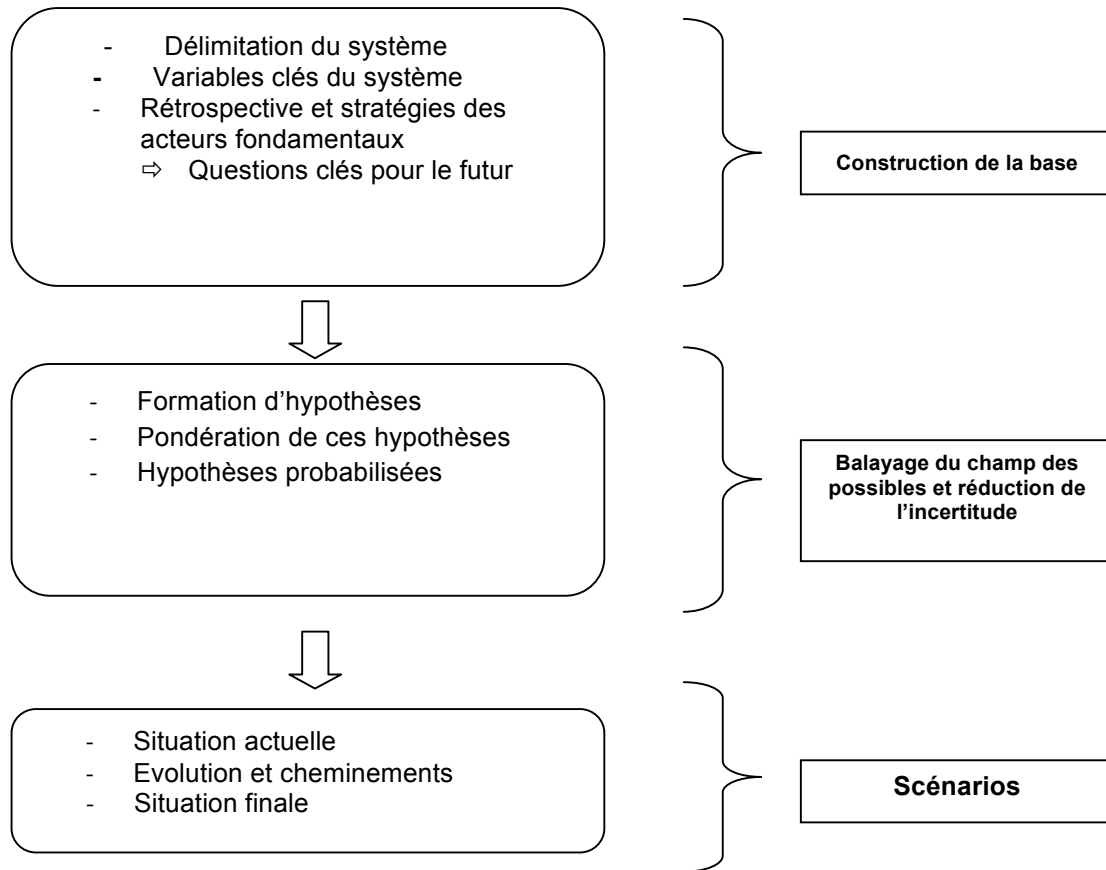 - Délimitation du système
- Variables clés du système
- Rétrospective et stratégies des
acteurs fondamentaux
⇨ Questions clés pour le futur
Construction de la base
- Formation d’hypothèses
- Pondération de ces hypothèses
- Hypothèses probabilisées
Balayage du champ des
possibles et réduction de
l’incertitude
- Situation actuelle
- Evolution et cheminements
- Situation finale
Scénarios